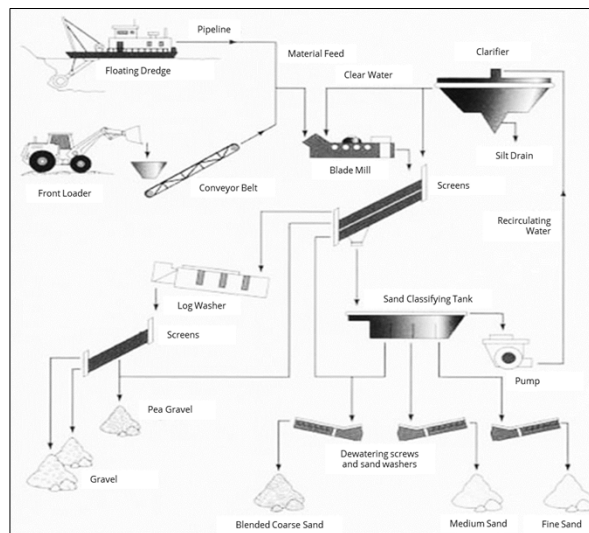 Pipeline
Floating Dredge
Material Feed
Clarifier
Clear Water
Silt Drain
Blade Mill
Front Loader
Conveyor Belt
Screens
Recirculating
Water
Log Washer
Sand Classifying Tank
Screens
Pump
Pea Gravel
Gravel
Dewatering screws
and sand washers
Blended Coarse Sand
Medium Sand
Fine Sand